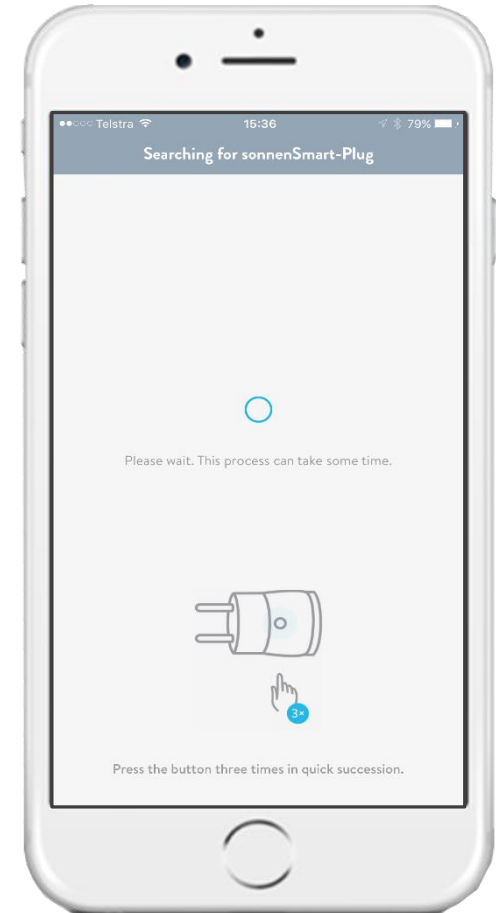 Telstra 15:36 79%
Searching for sonnenSmart-Plug
Please wait. This process can take some time.
3×
Press the button three times in quick succession.